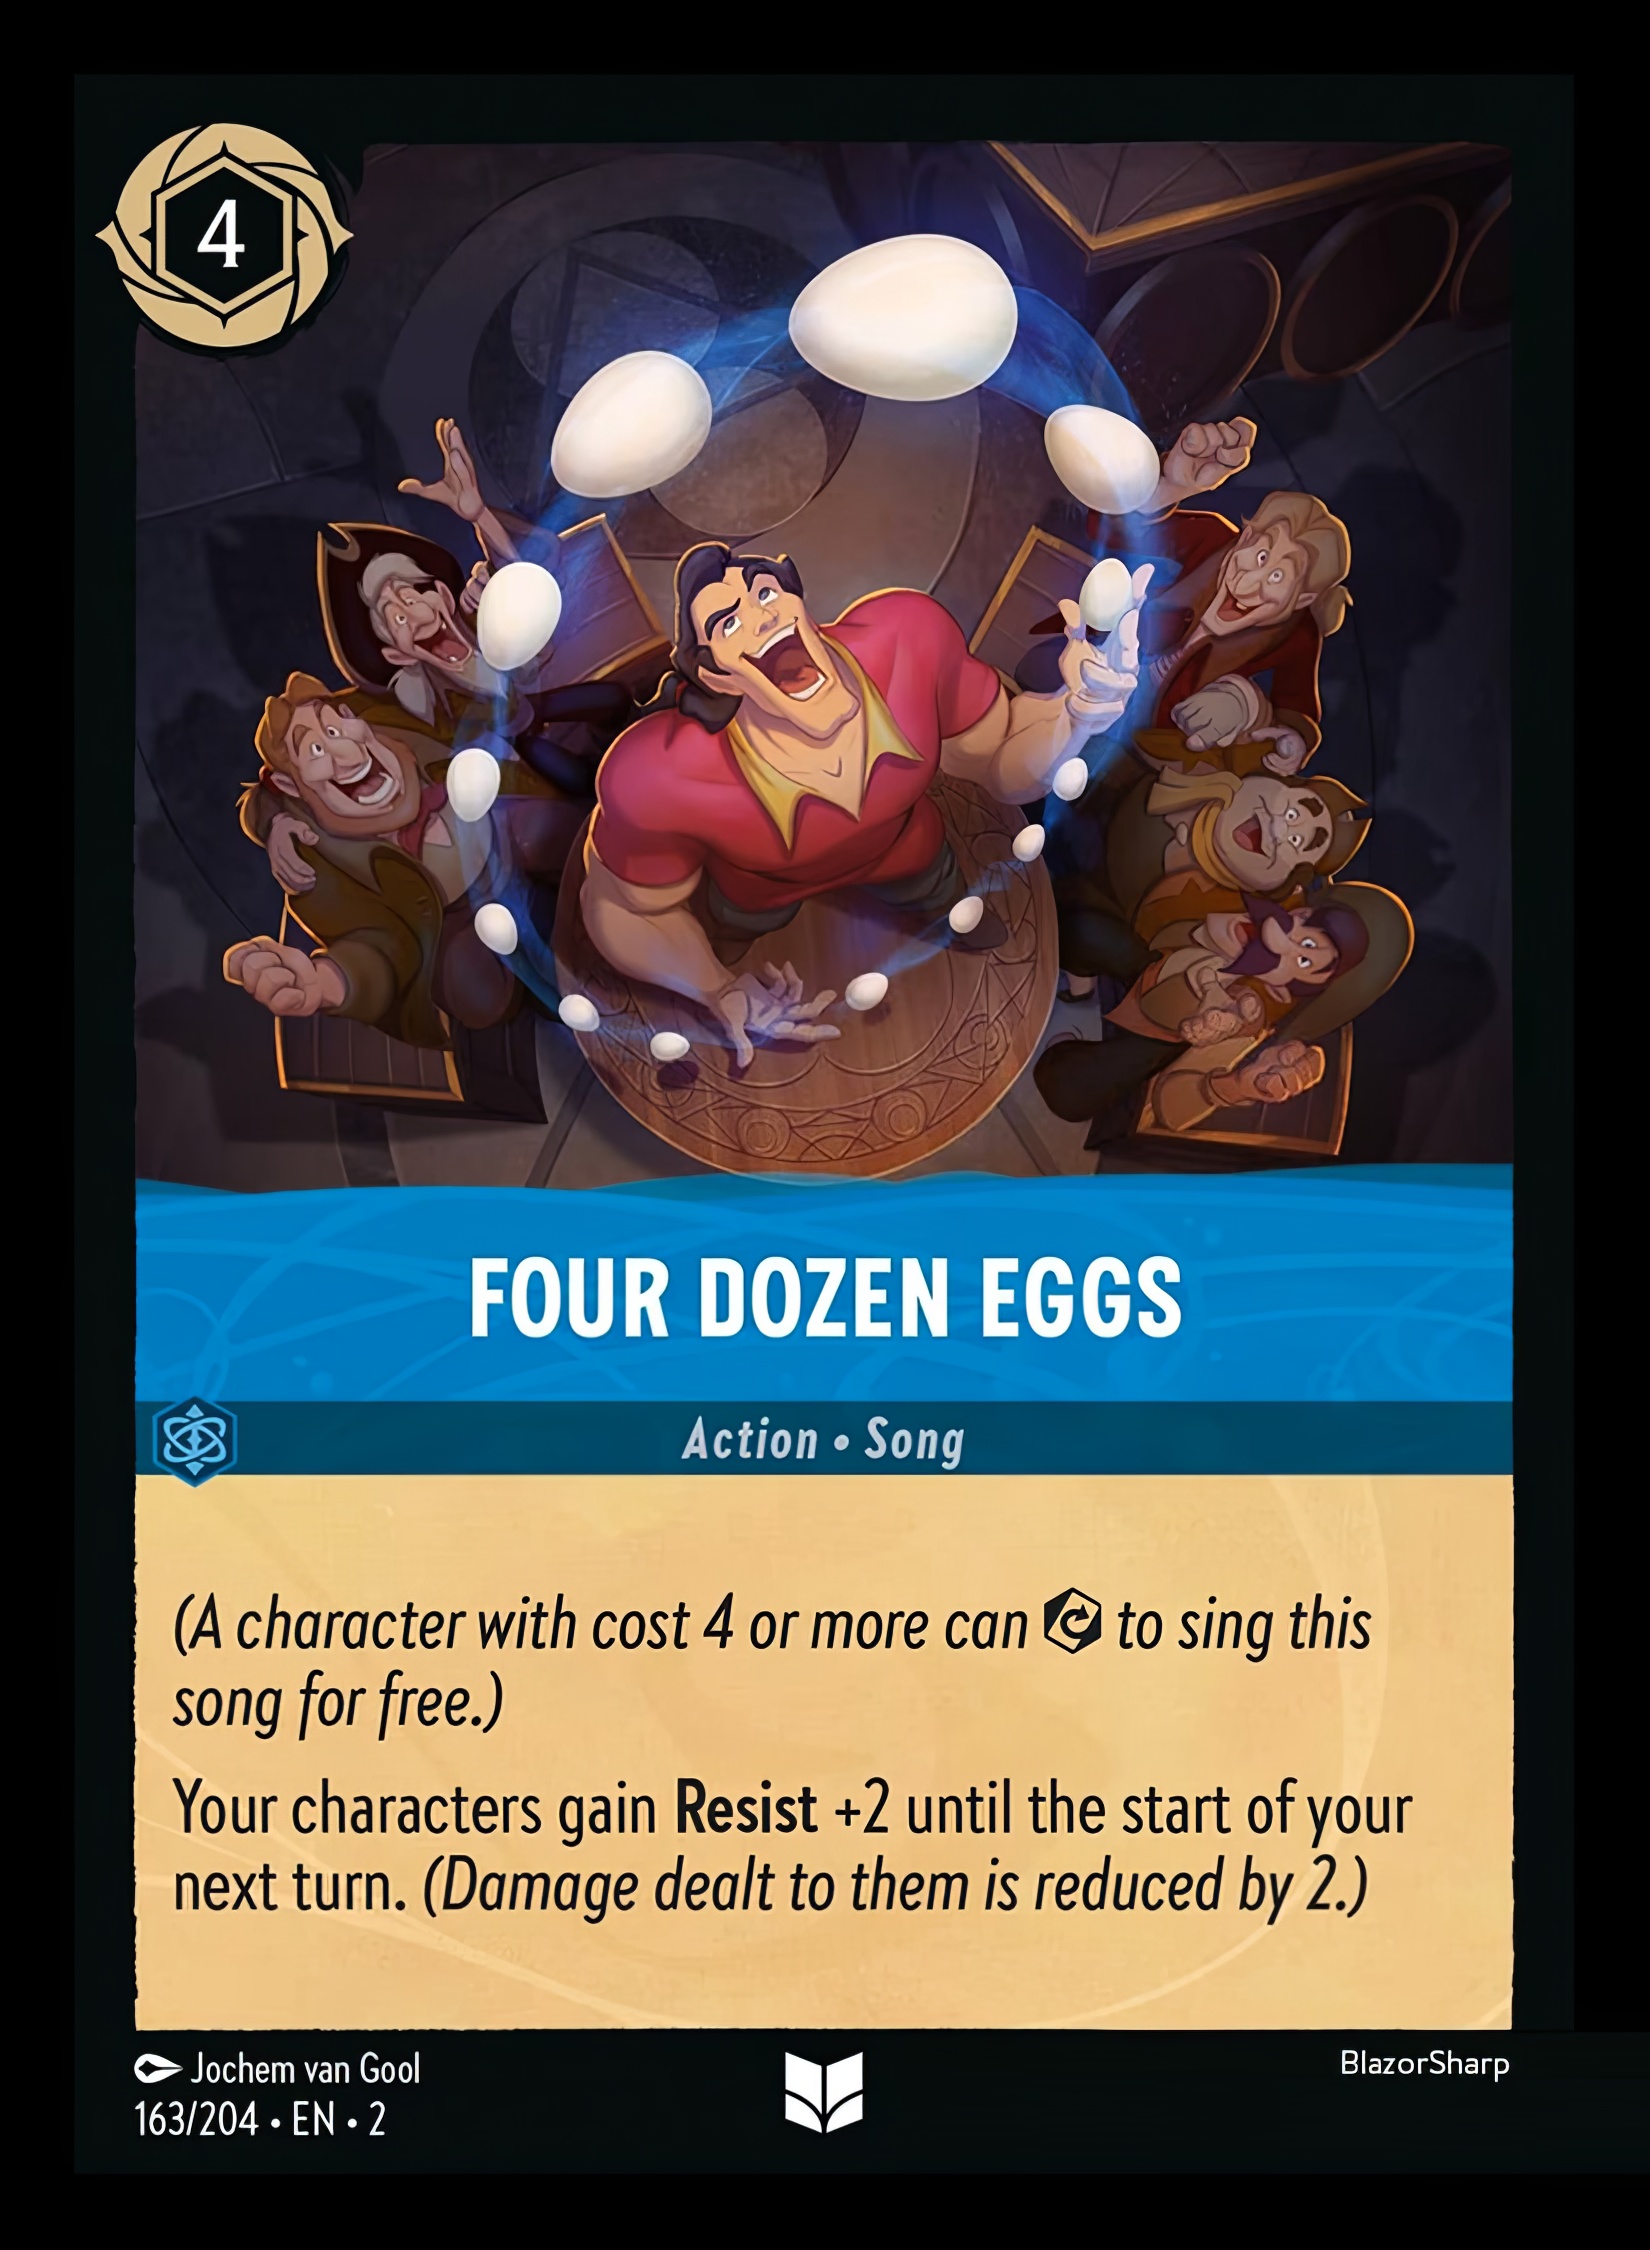 4
FOUR DOZEN EGGS
Action • Song
(A character with cost 4 or more can to sing this
song for free.)
Your characters gain Resist +2 until the start of your
next turn. (Damage dealt to them is reduced by 2.)
Jochem van Gool
BlazorSharp
163/204 • EN • 2